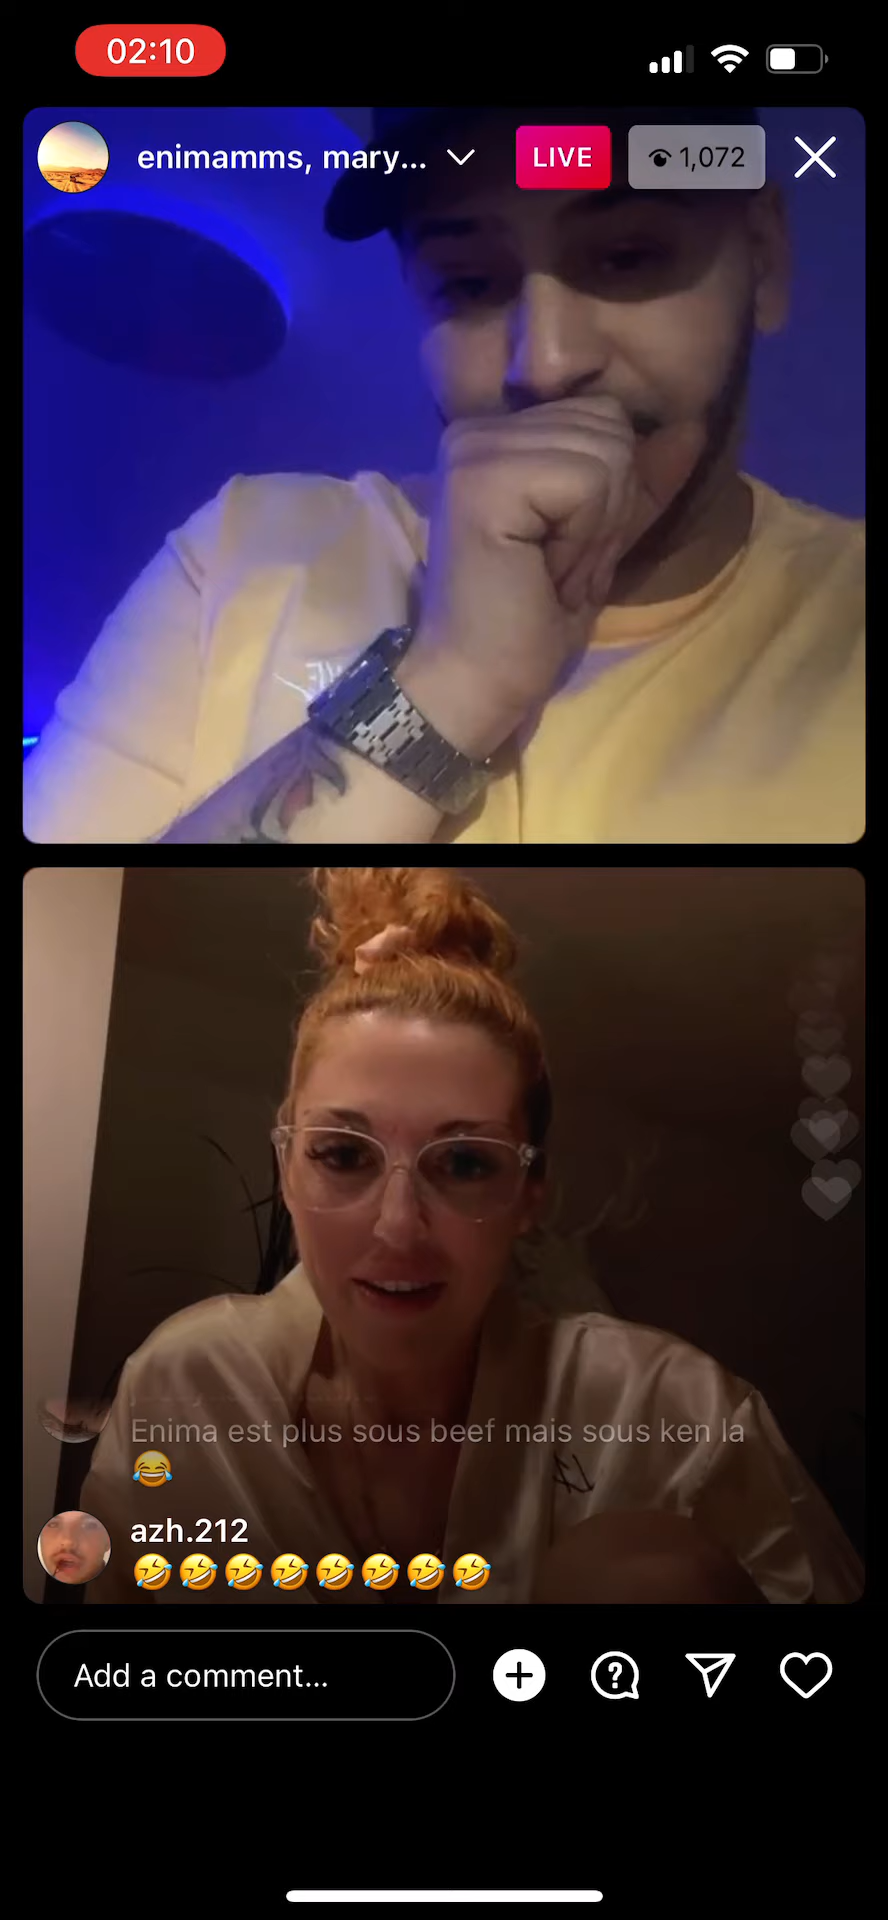 02:10
enimamms, mary...
LIVE
1,072
Enima est plus sous beef mais sous ken la
😂
azh.212
🤣🤣🤣🤣🤣🤣🤣🤣
Add a comment...